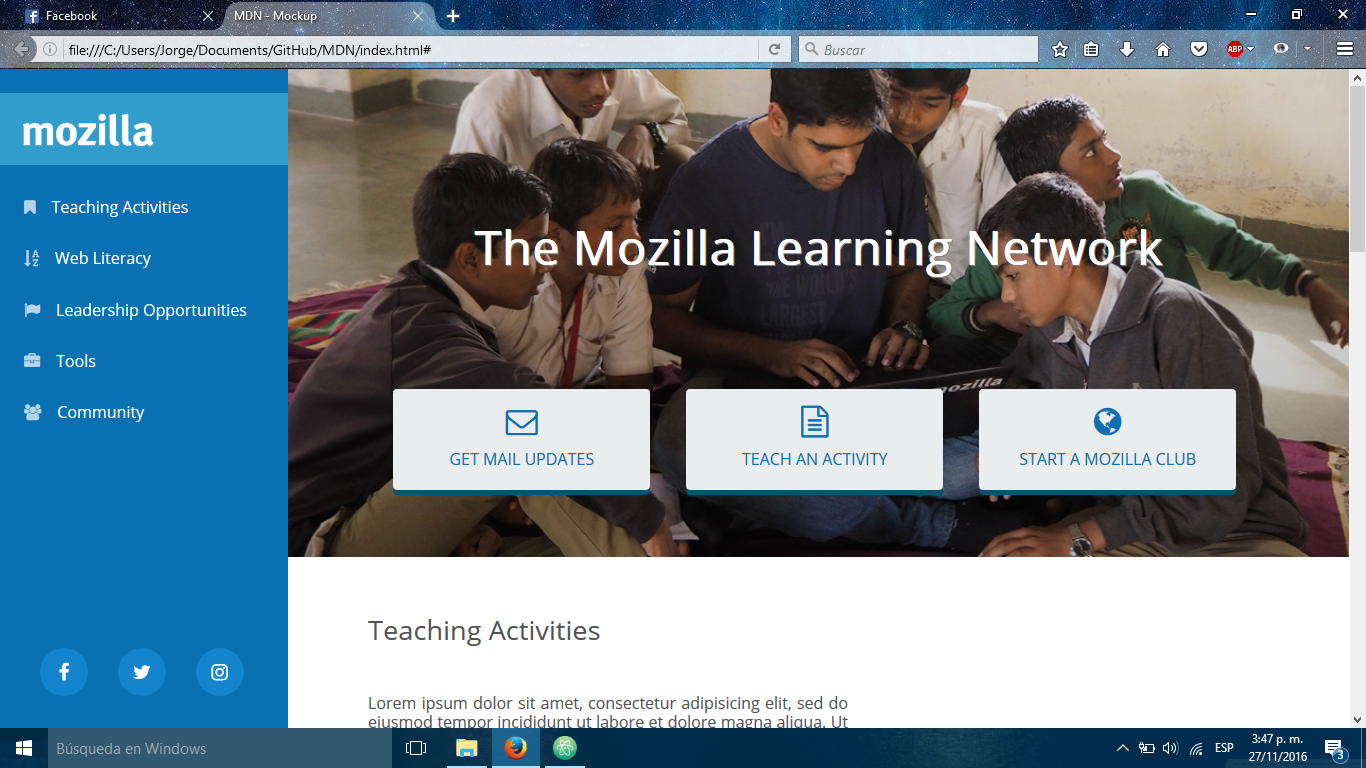 Facebook
MDN - Mockup
file:///C:/Users/Jorge/Documents/GitHub/MDN/index.html#
Buscar
ABP
mozilla
Teaching Activities
Web Literacy
Leadership Opportunities
Tools
Community
The Mozilla Learning Network
mozilla
GET MAIL UPDATES
TEACH AN ACTIVITY
START A MOZILLA CLUB
Teaching Activities
Lorem ipsum dolor sit amet, consectetur adipisicing elit, sed do
eiusmod tempor incididunt ut labore et dolore magna aliqua. Ut
Búsqueda en Windows
ESP
3:47 p. m.
27/11/2016
3